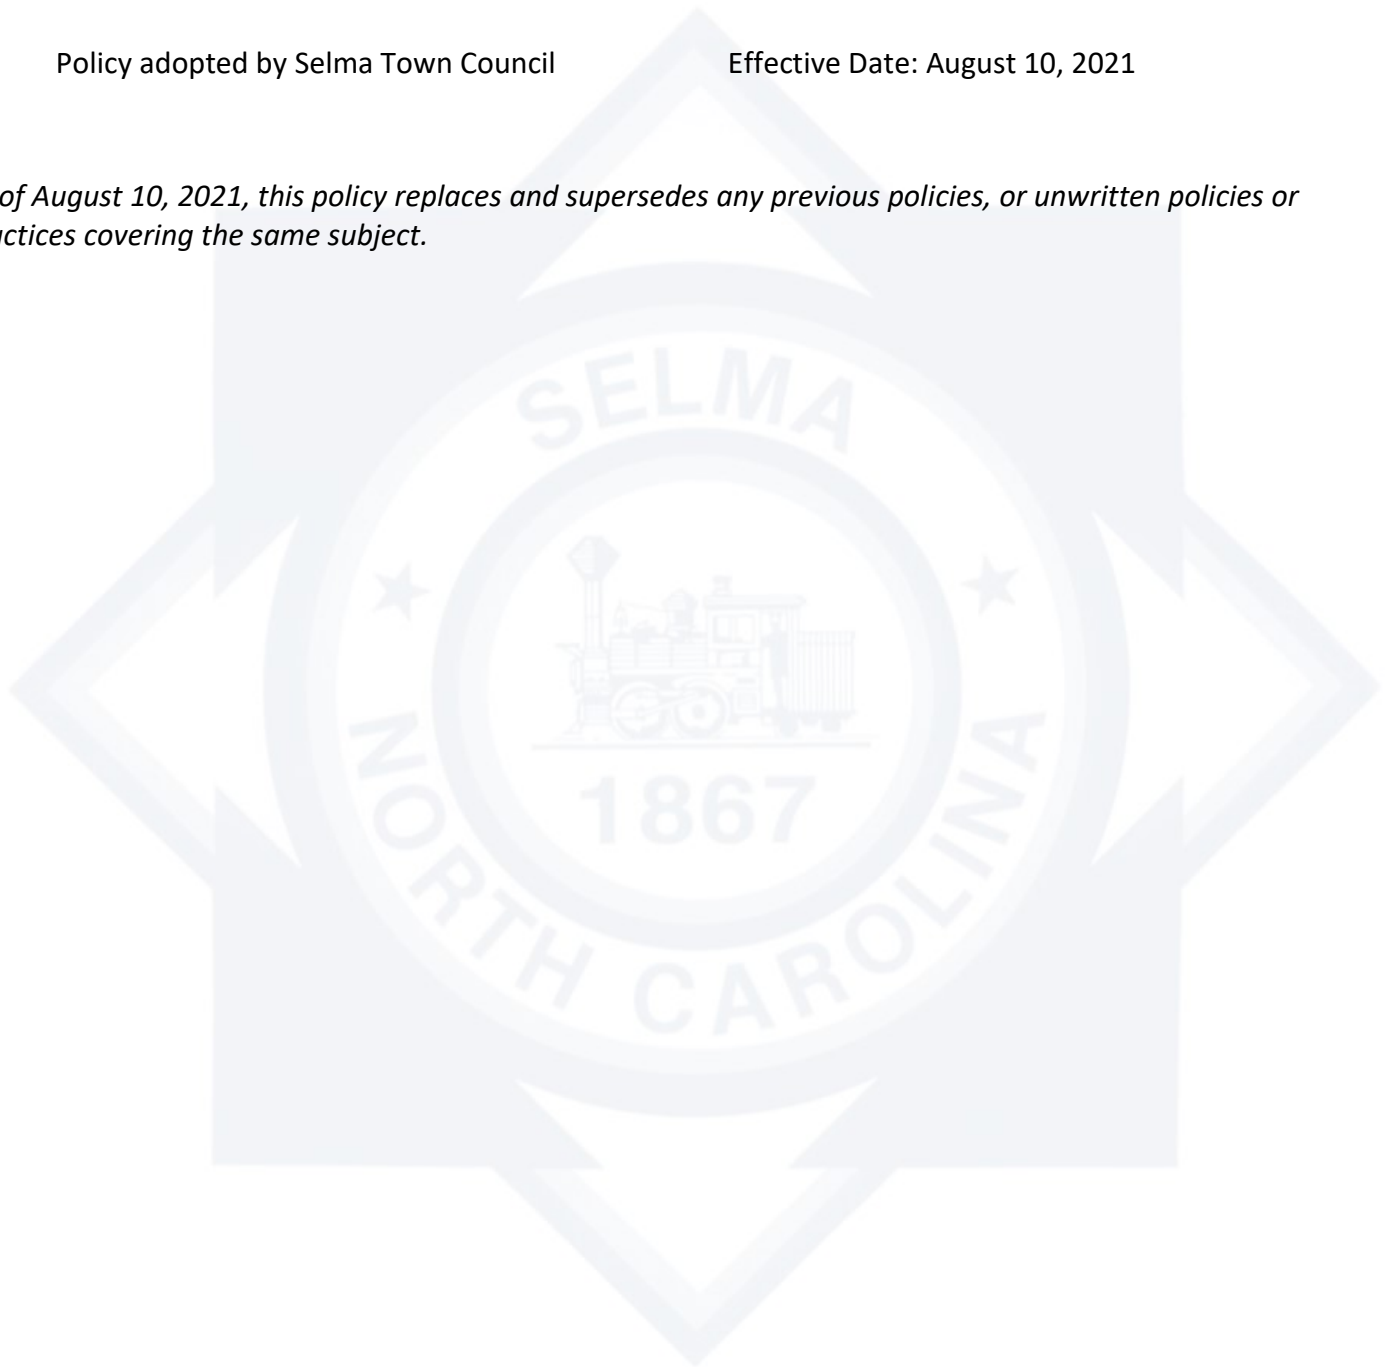 Policy adopted by Selma Town Council Effective Date: August 10, 2021
of August 10, 2021, this policy replaces and supersedes any previous policies, or unwritten policies or
actices covering the same subject.
SELMA
1867
NORTH CAROLINA